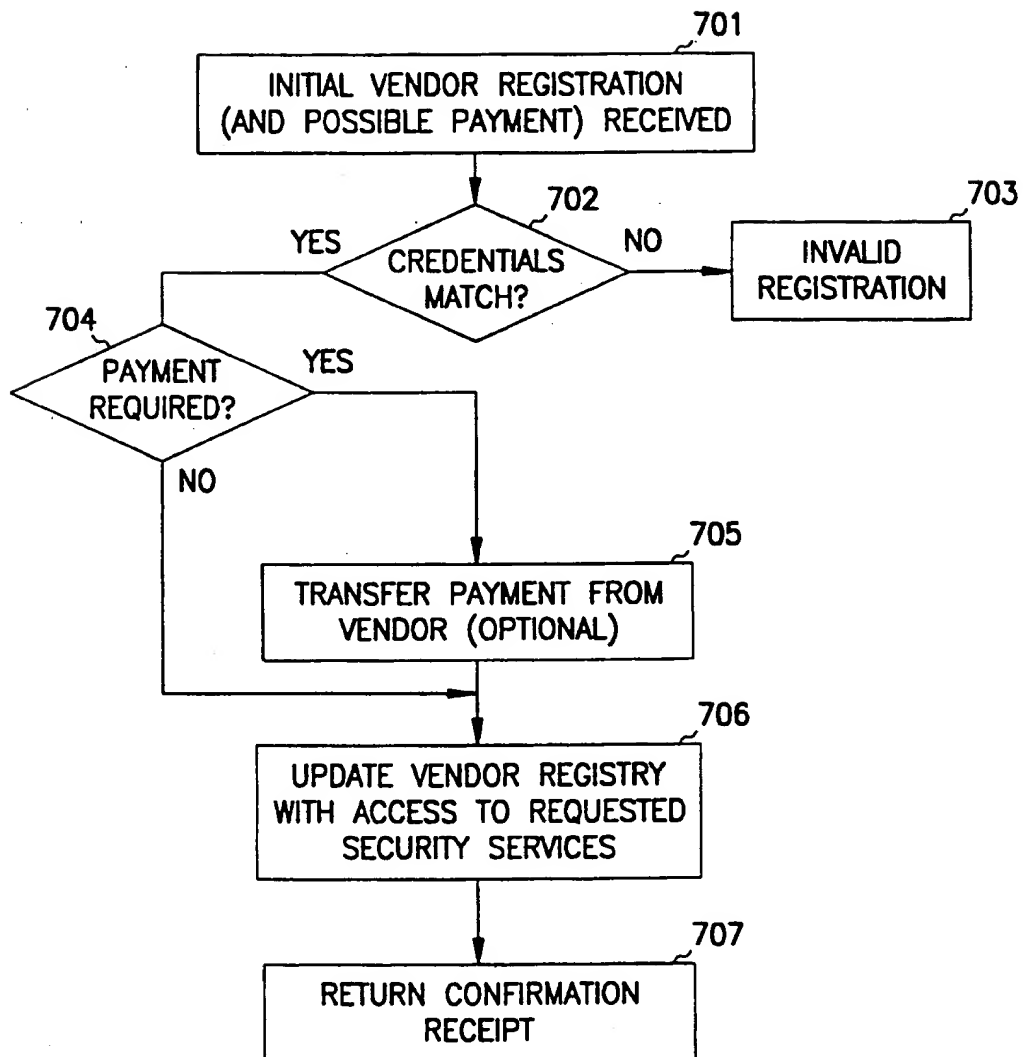 701
INITIAL VENDOR REGISTRATION
(AND POSSIBLE PAYMENT) RECEIVED
702
703
YES
NO
CREDENTIALS
MATCH?
INVALID
REGISTRATION
704
YES
PAYMENT
REQUIRED?
NO
705
TRANSFER PAYMENT FROM
VENDOR (OPTIONAL)
706
UPDATE VENDOR REGISTRY
WITH ACCESS TO REQUESTED
SECURITY SERVICES
707
RETURN CONFIRMATION
RECEIPT